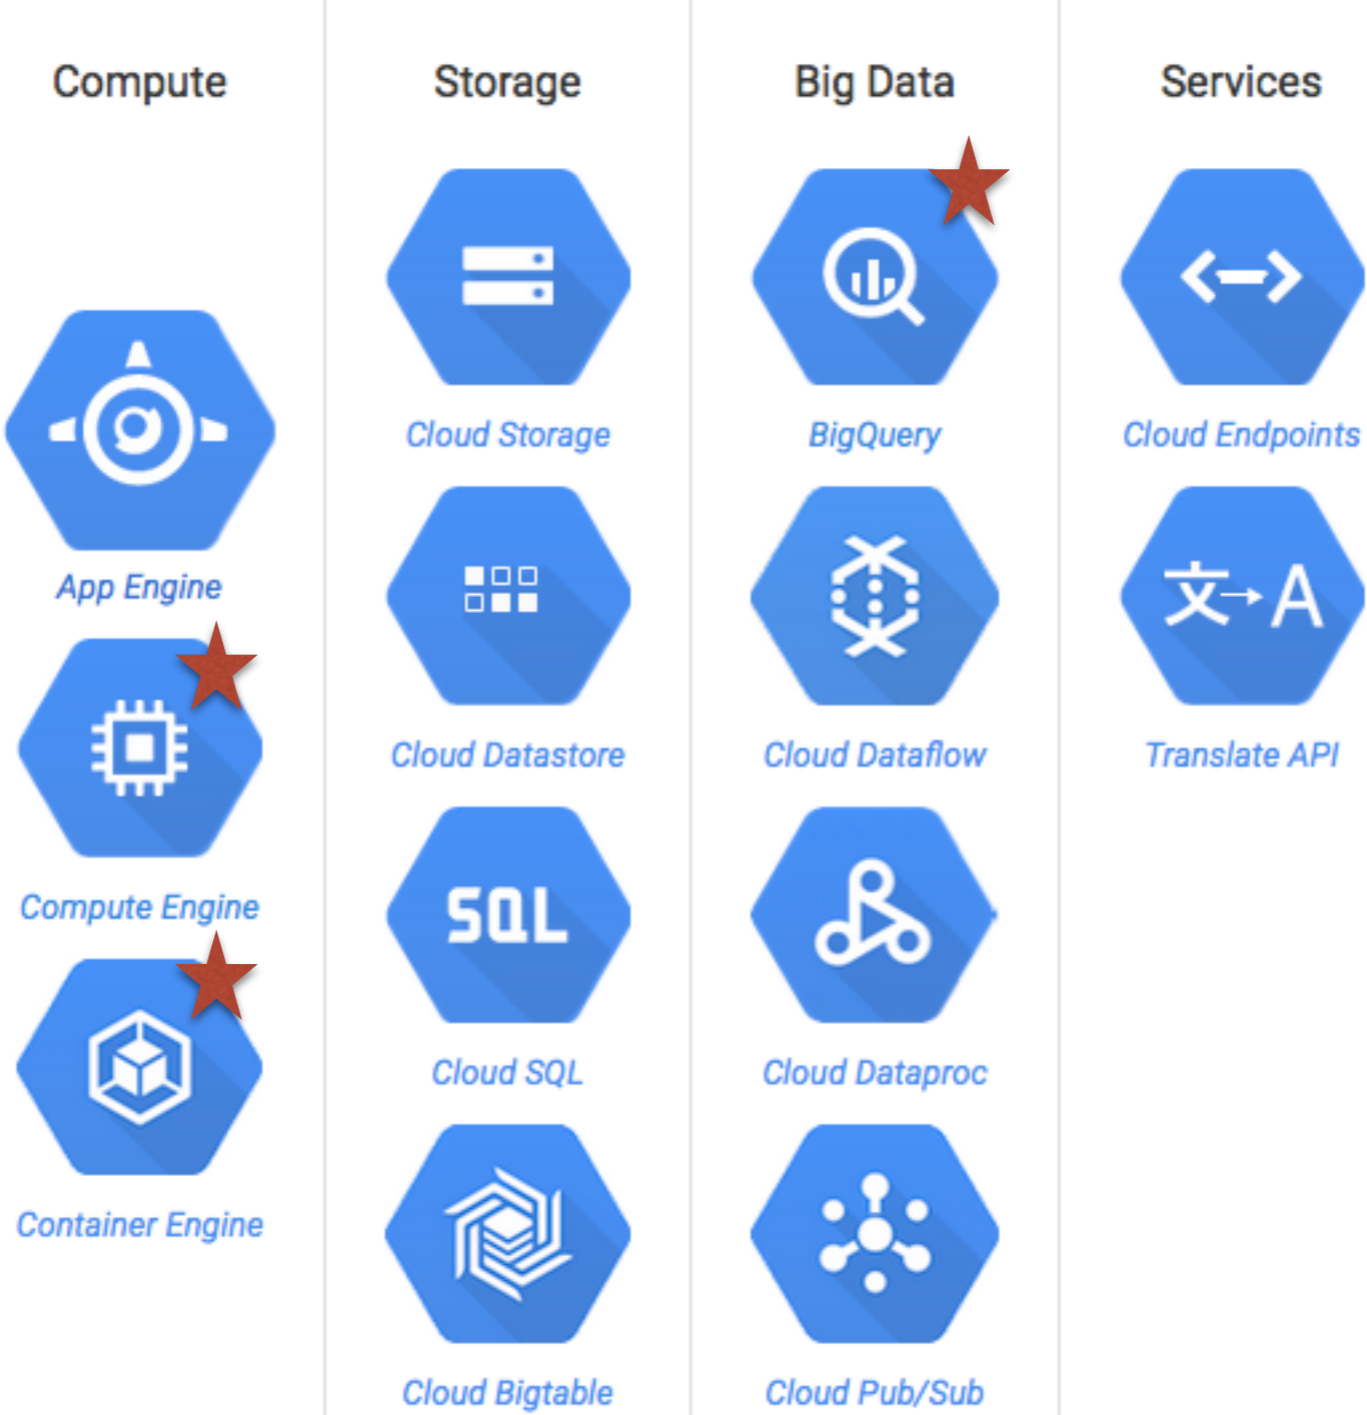 Compute
App Engine
Compute Engine
Container Engine
Storage
Cloud Storage
Cloud Datastore
SQL
Cloud SQL
Cloud Bigtable
Big Data
BigQuery
Cloud Dataflow
Cloud Dataproc
Cloud Pub/Sub
Services
Cloud Endpoints
文→A
Translate API